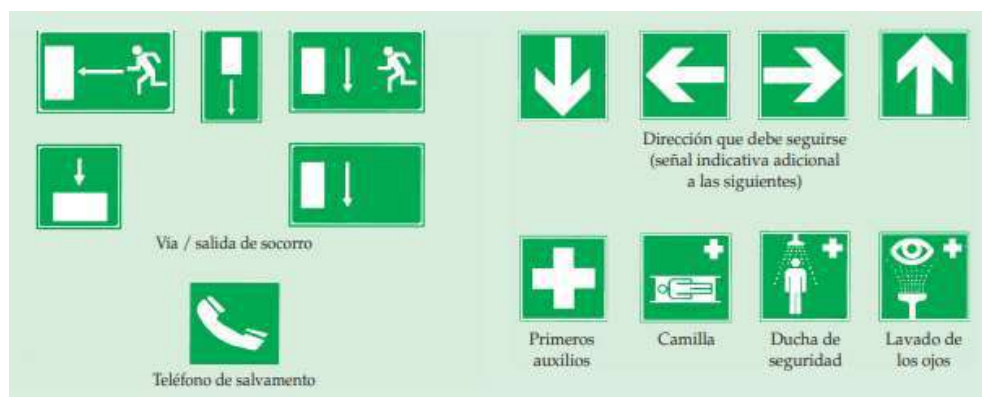 Vía / salida de socorro
Teléfono de salvamento
Dirección que debe seguirse
(señal indicativa adicional
a las siguientes)
Primeros
auxilios
Camilla
Ducha de
seguridad
Lavado de
los ojos